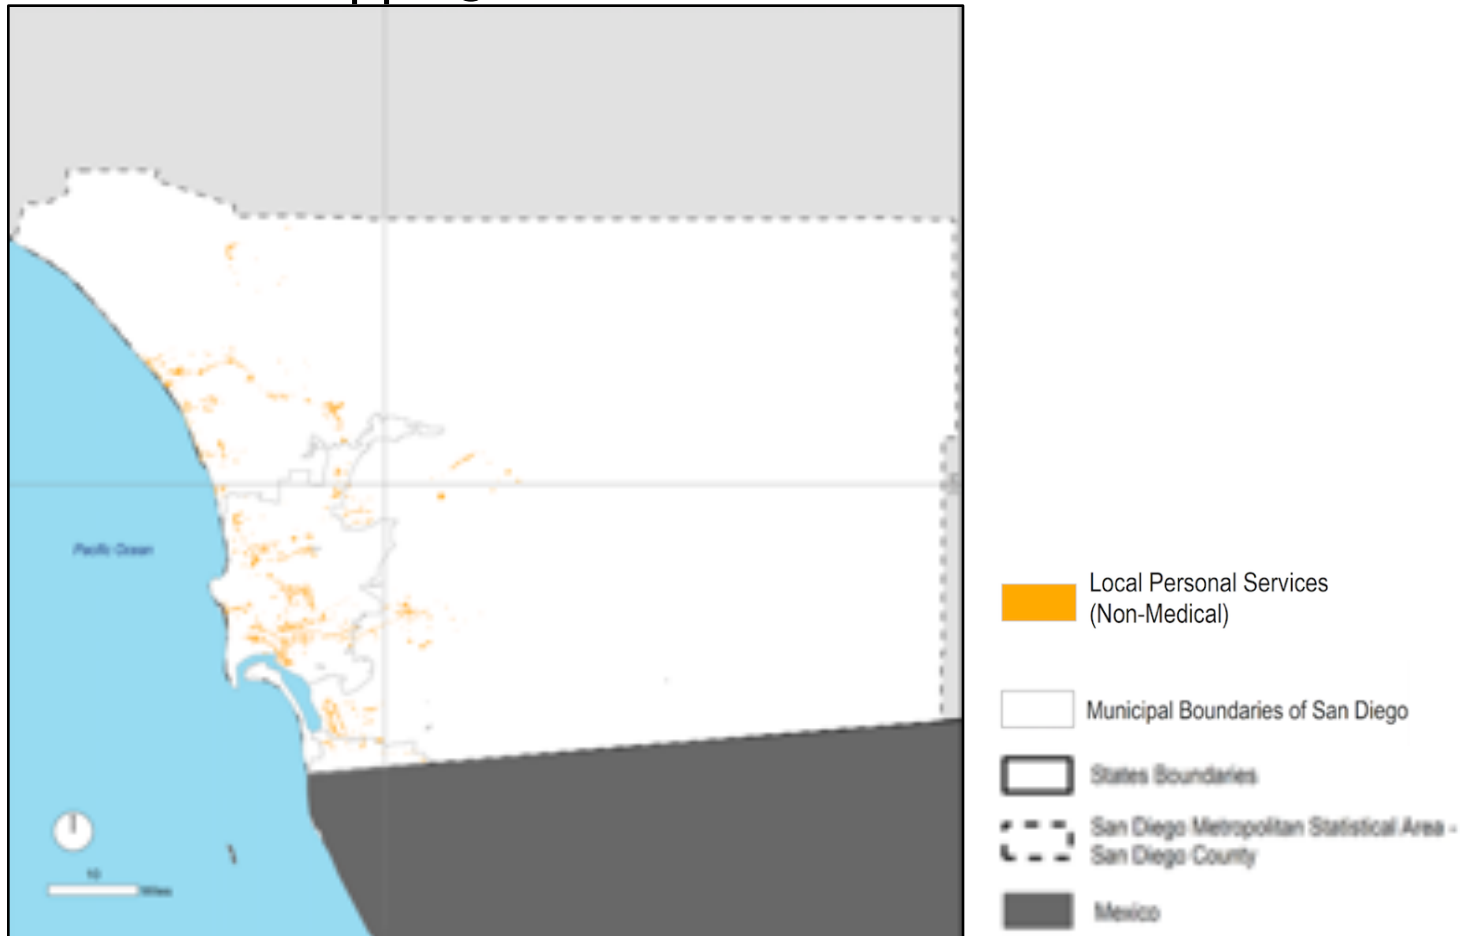 Pacific Ocean
10
Miles
Local Personal Services
(Non-Medical)
Municipal Boundaries of San Diego
States Boundaries
San Diego Metropolitan Statistical Area -
San Diego County
Mexico